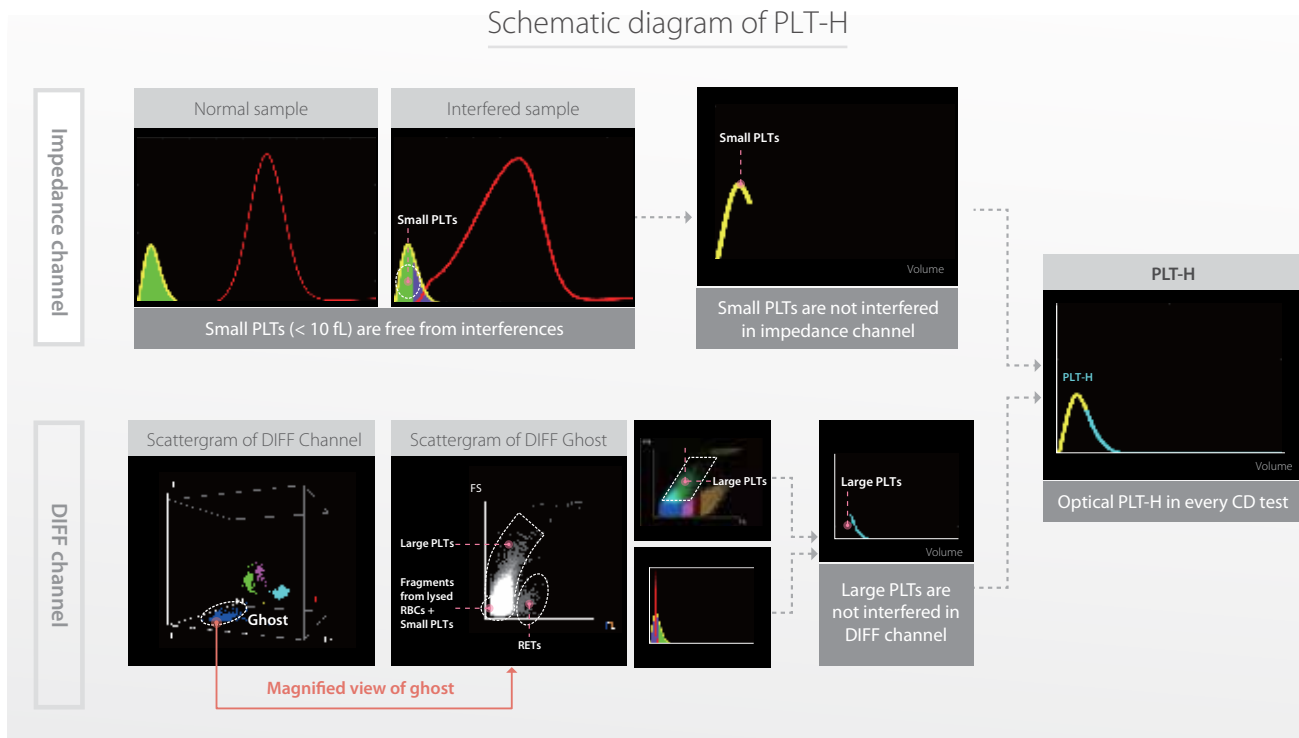 Schematic diagram of PLT-H
Impedance channel
Normal sample
Interfered sample
Small PLTs
Small PLTs (< 10 fL) are free from interferences
Small PLTs
Volume
Small PLTs are not interfered
in impedance channel
PLT-H
PLT-H
Volume
Optical PLT-H in every CD test
DIFF channel
Scattergram of DIFF Channel
Ghost
Scattergram of DIFF Ghost
FS
Large PLTs
Fragments
from lysed
RBCs +
Small PLTs
RETs
FL
Magnified view of ghost
Large PLTs
Large PLTs
Volume
Large PLTs are
not interfered in
DIFF channel